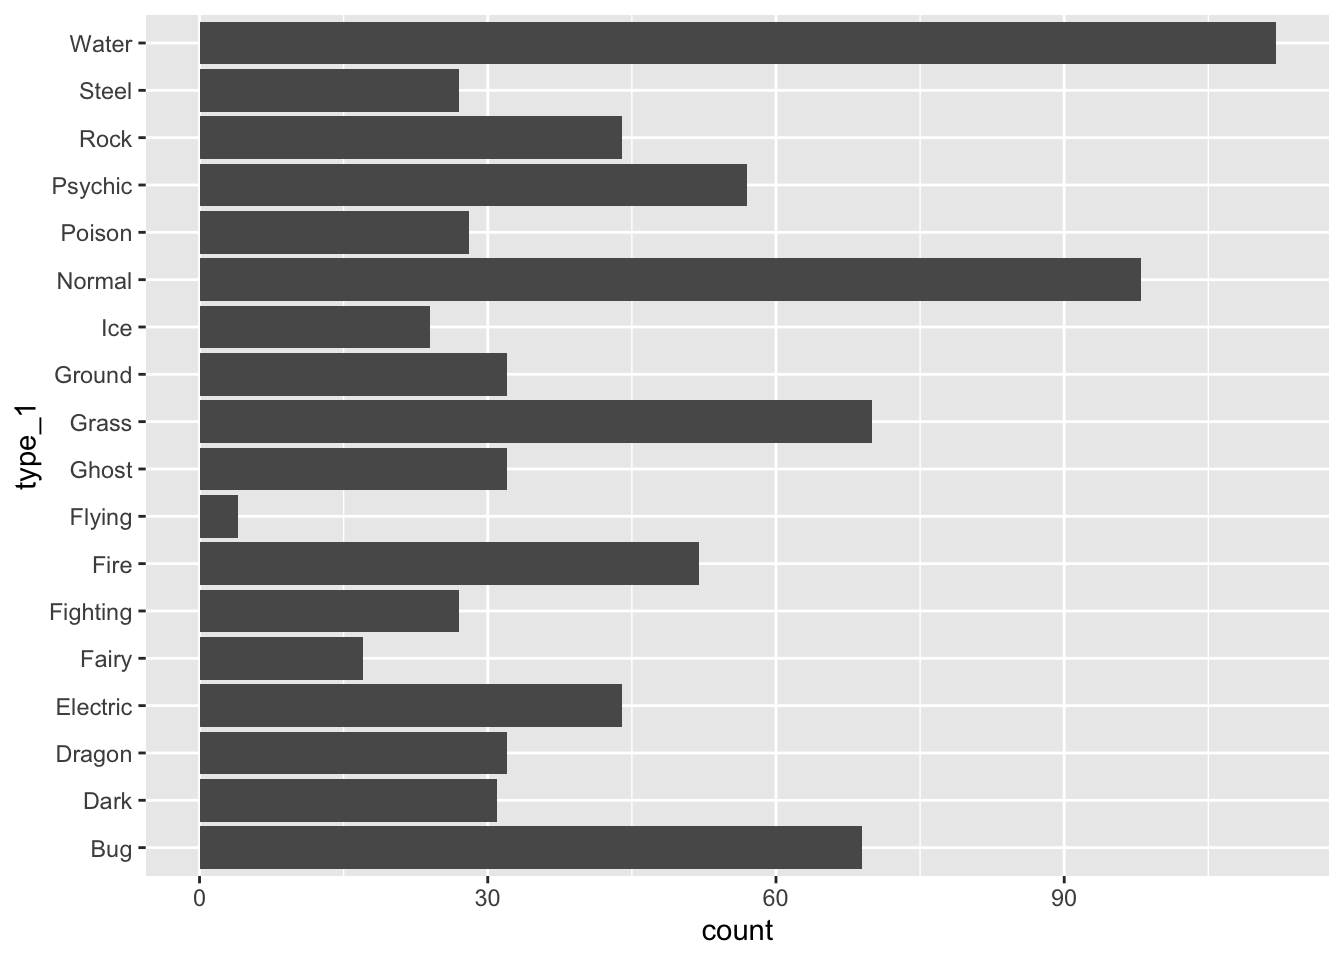 Water
Steel
Rock
Psychic
Poison
Normal
Ice
Ground
Grass
Ghost
Flying
Fire
Fighting
Fairy
Electric
Dragon
Dark
Bug
type_1
0 30 60 90
count